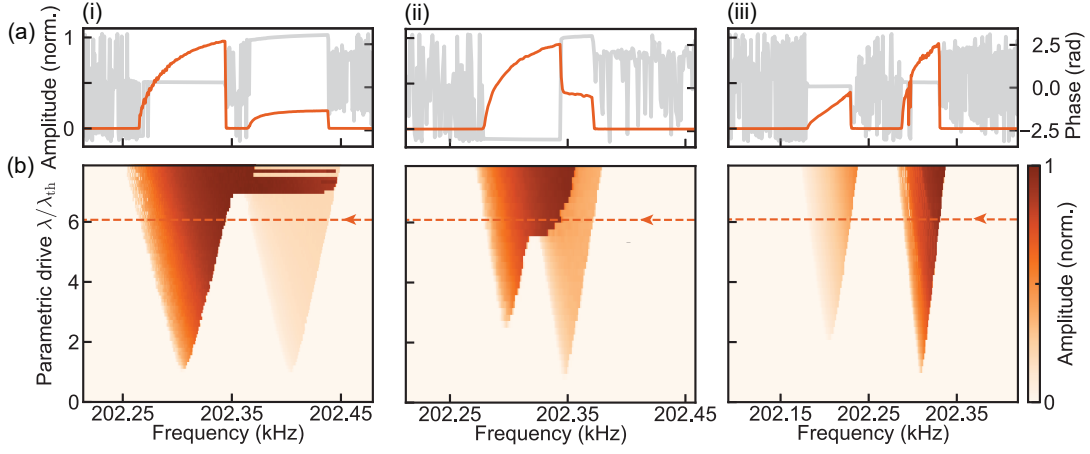 (i) (ii) (iii)
(a)
Amplitude (norm.)
1
0
2.5
0.0
−2.5
Phase (rad)
(b)
Parametric drive λ/λth
6
4
2
0
202.25 202.35 202.45
Frequency (kHz)
202.25 202.35 202.45
Frequency (kHz)
202.15 202.25 202.35
Frequency (kHz)
1
0
Amplitude (norm.)